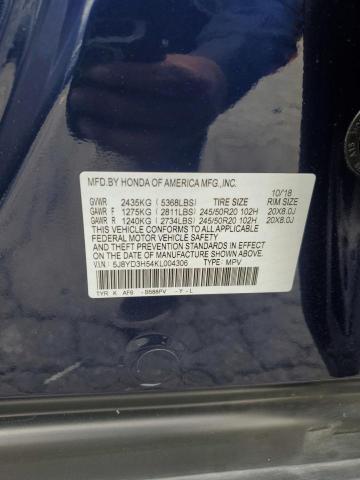 MFD.BY HONDA OF AMERICA MFG.,INC. 10/'18
GVWR 2435KG (5368LBS) TIRE SIZE RIM SIZE
GAWR F 1275KG (2811LBS) 245/50R20 102H 20X8.0J
GAWR R 1240KG (2734LBS) 245/50R20 102H 20X8.0J
THIS VEHICLE CONFORMS TO ALL APPLICABLE
FEDERAL MOTOR VEHICLE SAFETY
AND THEFT PREVENTION STANDARDS IN EFFECT ON THE
DATE OF MANUFACTURE SHOWN ABOVE.
V.I.N : 5J8YD3H54KL004306 TYPE: MPV
TYR K AF6 - B588PV - Y - L